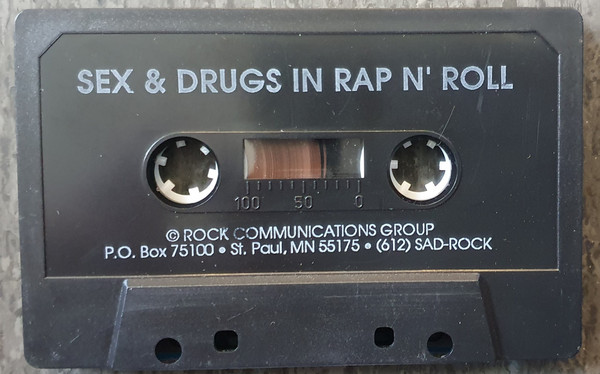 SEX & DRUGS IN RAP N' ROLL
100 50 0
© ROCK COMMUNICATIONS GROUP
P.O. Box 75100 • St. Paul, MN 55175 • (612) SAD-ROCK